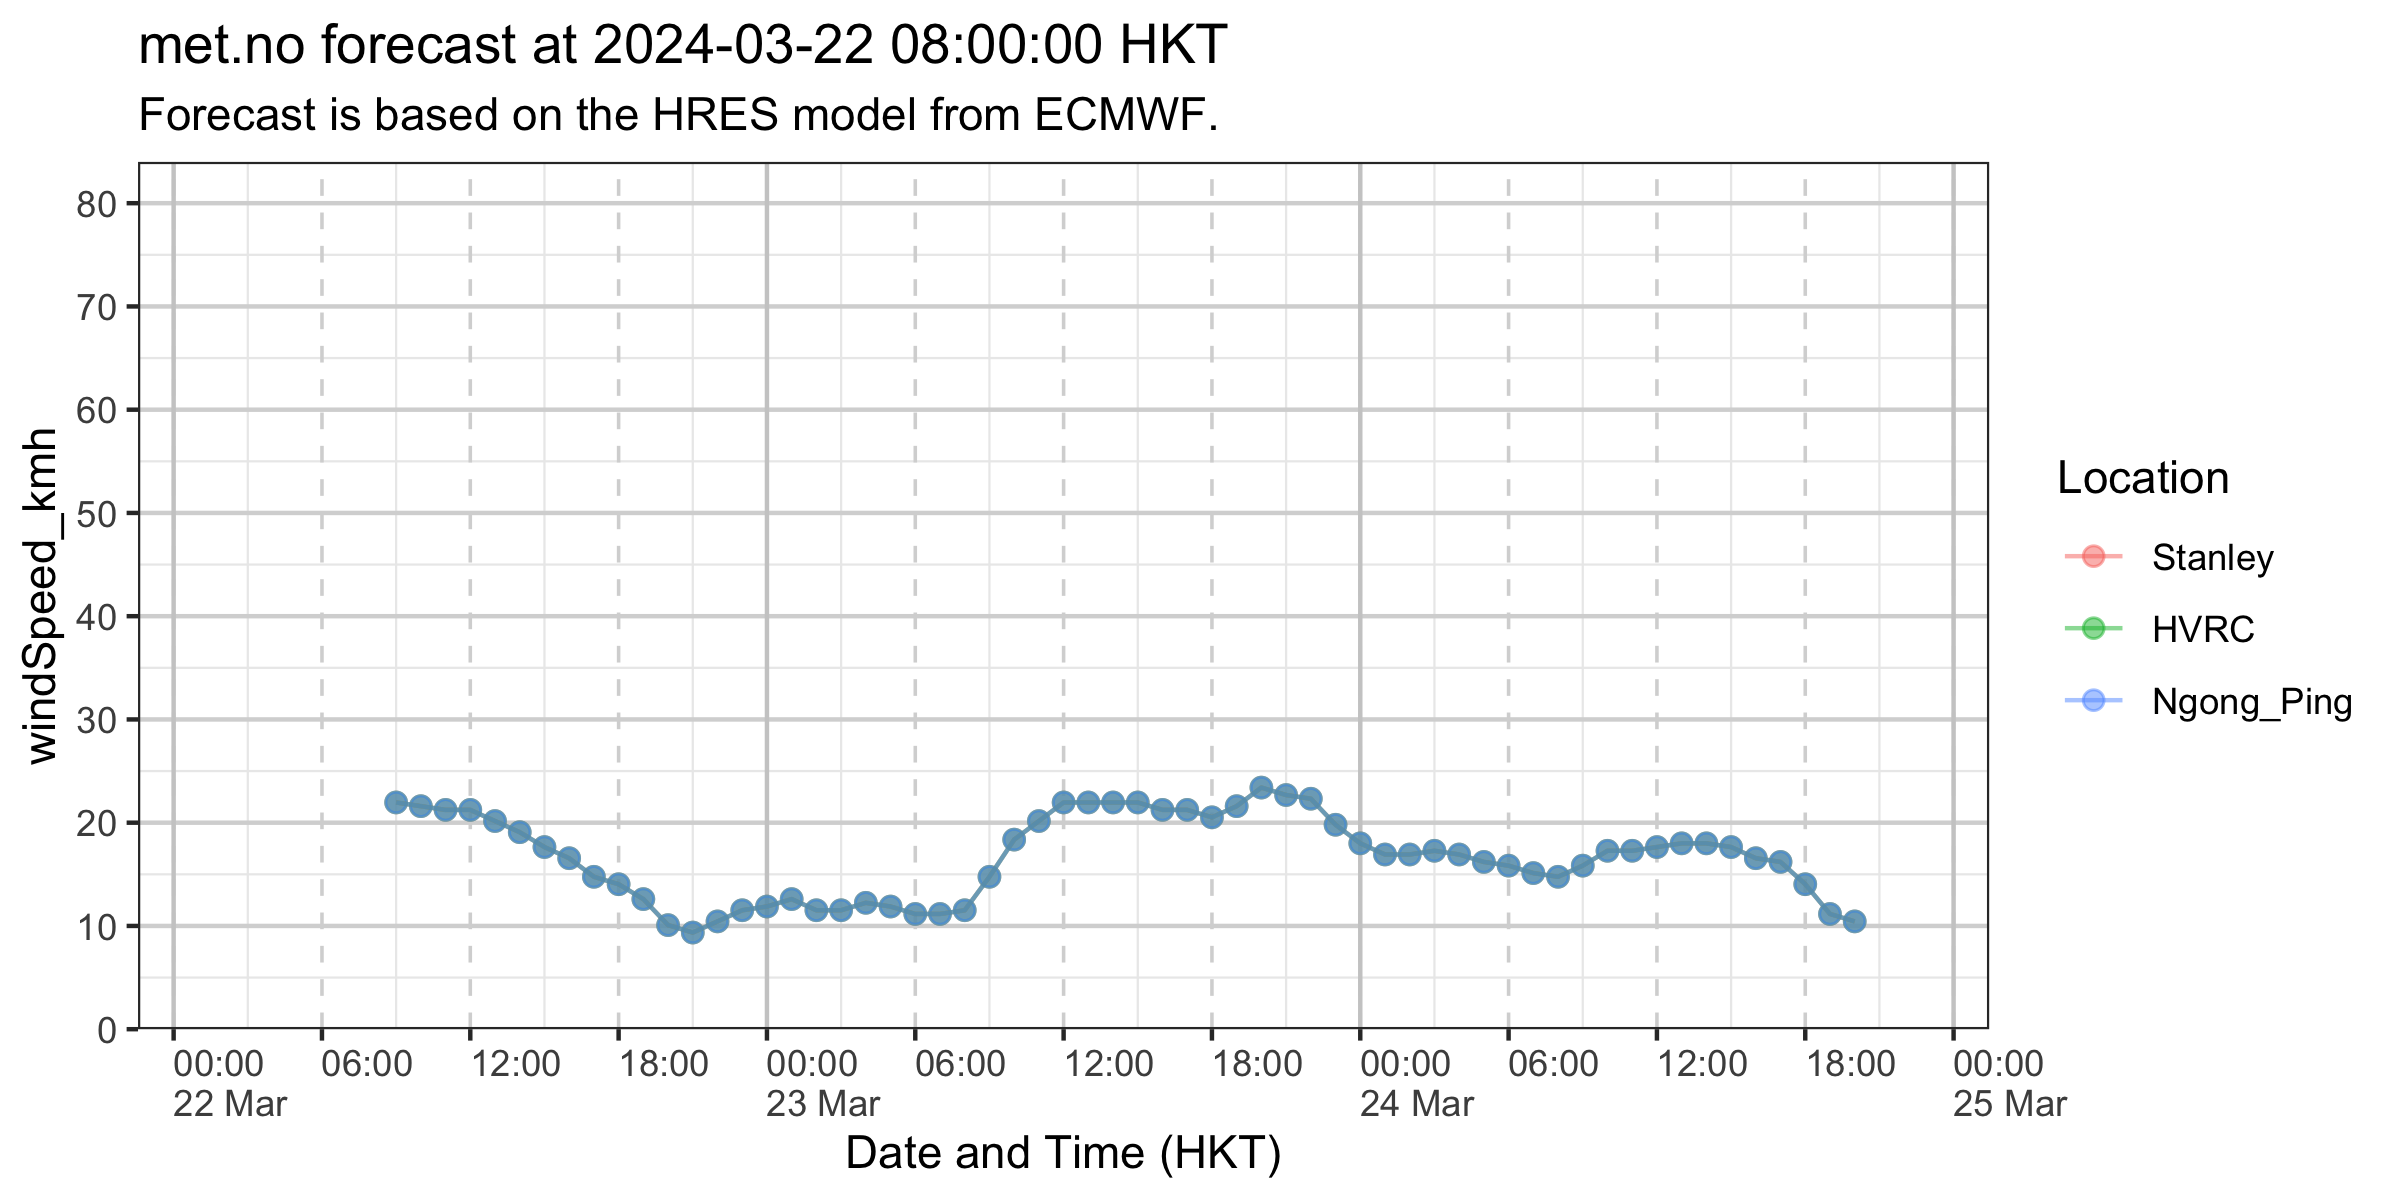 met.no forecast at 2024-03-22 08:00:00 HKT
Forecast is based on the HRES model from ECMWF.
windSpeed_kmh
80
70
60
50
40
30
20
10
0
00:00 06:00 12:00 18:00 00:00 06:00 12:00 18:00 00:00 06:00 12:00 18:00 00:00
22 Mar 23 Mar 24 Mar 25 Mar
Date and Time (HKT)
Location
Stanley
HVRC
Ngong_Ping